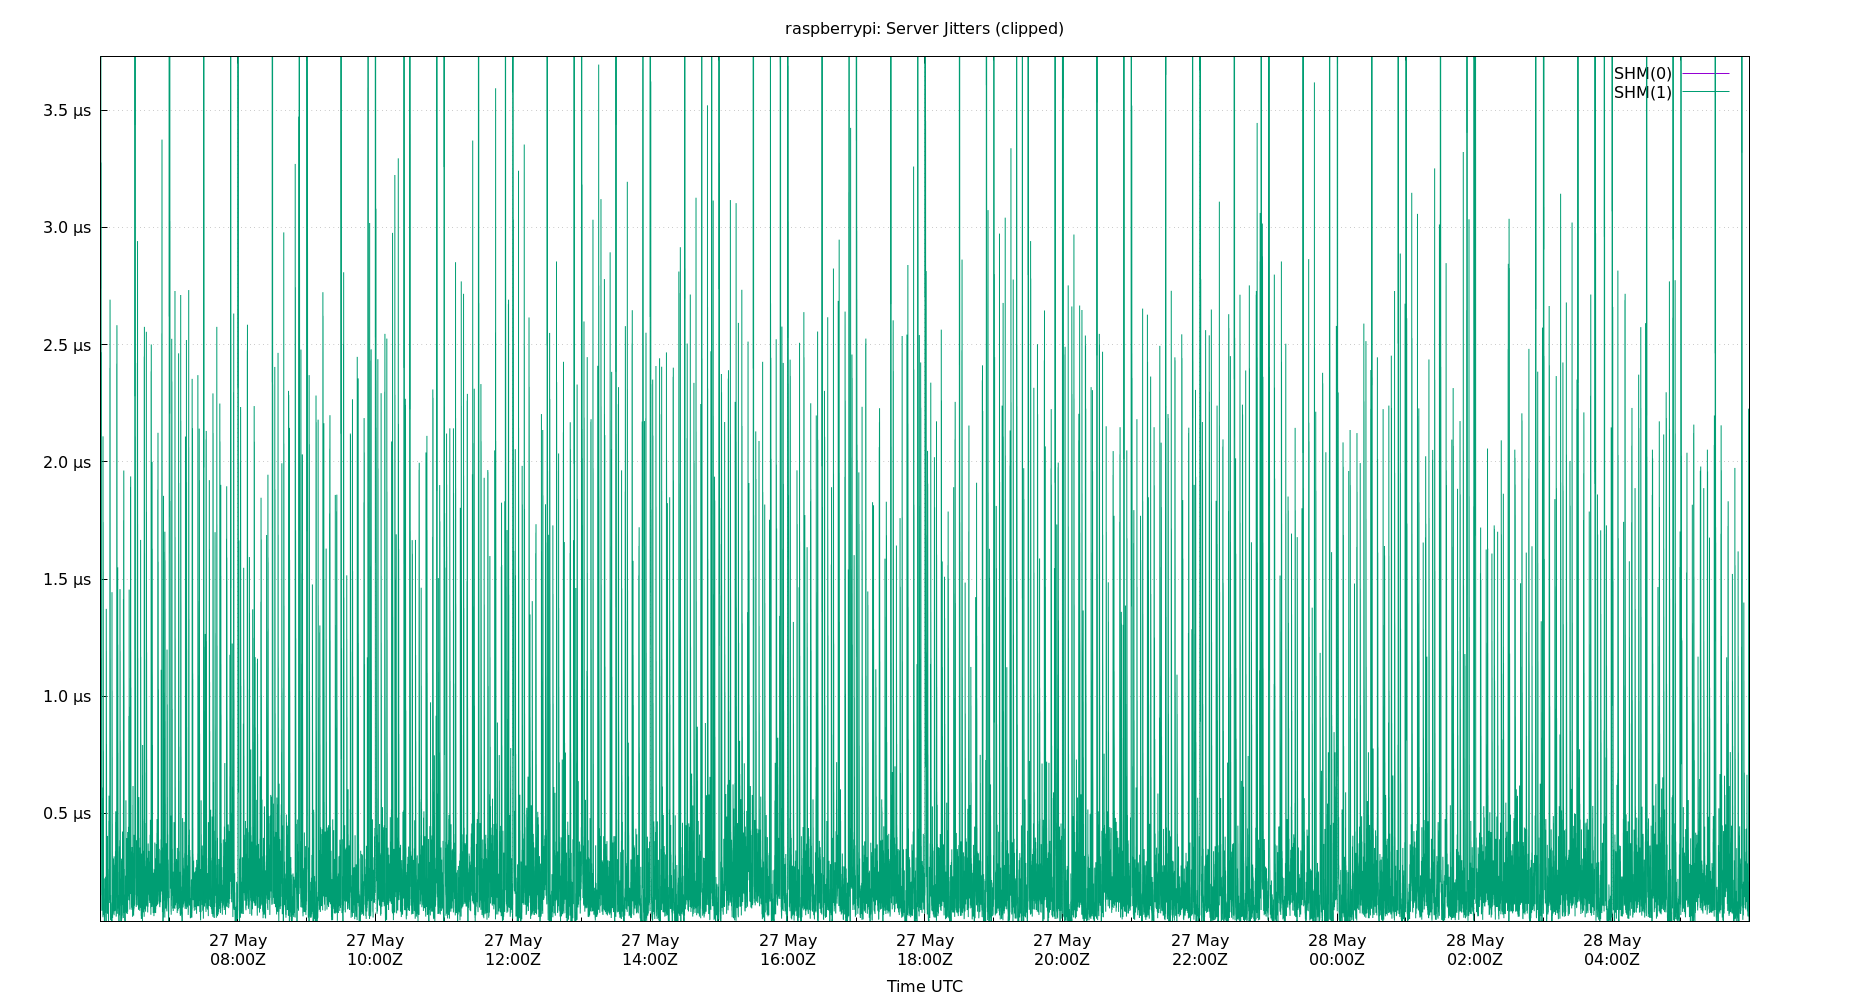 raspberrypi: Server Jitters (clipped)
SHM(0)
SHM(1)
3.5 µs
3.0 µs
2.5 µs
2.0 µs
1.5 µs
1.0 µs
0.5 µs
27 May 27 May 27 May 27 May 27 May 27 May 27 May 27 May 28 May 28 May 28 May
08:00Z 10:00Z 12:00Z 14:00Z 16:00Z 18:00Z 20:00Z 22:00Z 00:00Z 02:00Z 04:00Z
Time UTC